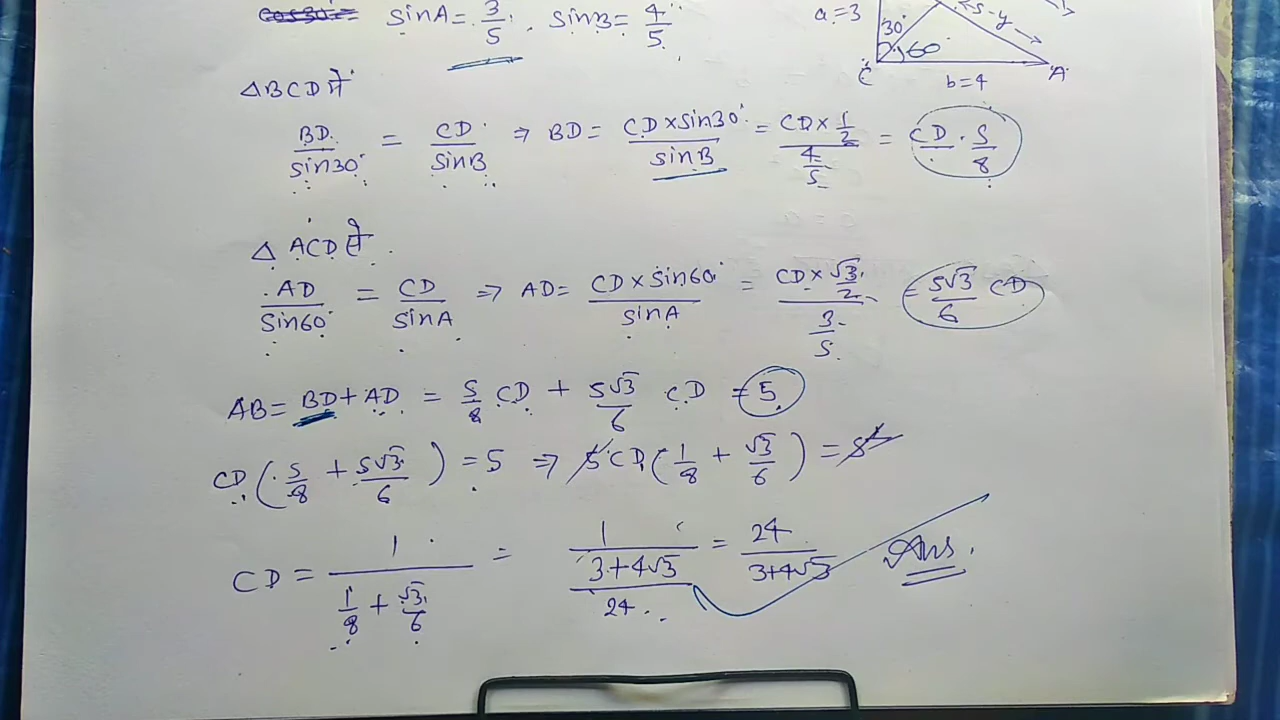 sinA = 3/5, sinB = 4/5
a=3
5-y
30°
60°
C
A
b=4
△BCD में
BD/sin30° = CD/sinB ⇒ BD = CD×sin30°/sinB = (CD×1/2)/(4/5) = CD·5/8
△ACD में
AD/sin60° = CD/sinA ⇒ AD = CD×sin60°/sinA = (CD×√3/2)/(3/5) = 5√3/6 CD
AB = BD+AD = 5/8 CD + 5√3/6 CD = 5
CD(5/8 + 5√3/6) = 5 ⇒ 5CD(1/8 + √3/6) = 5
CD = 1/(1/8 + √3/6) = 1/((3+4√3)/24) = 24/(3+4√3) Ans.